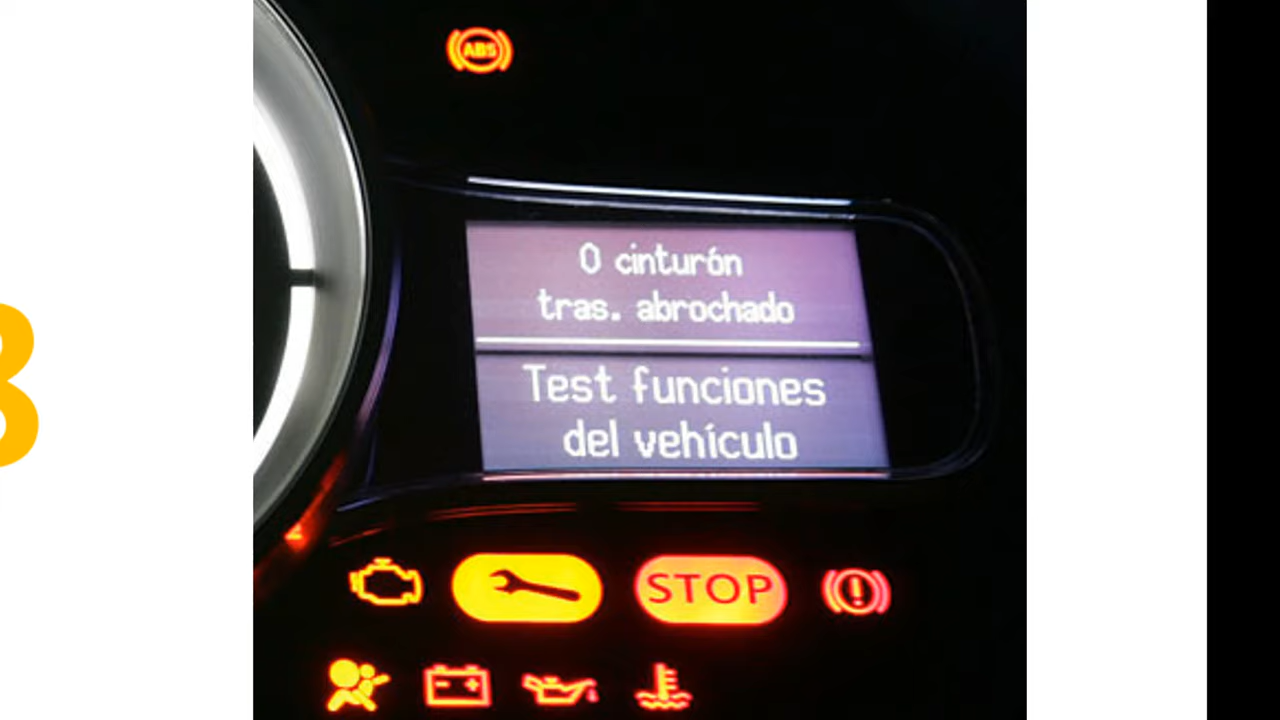 ABS
0 cinturón
tras. abrochado
Test funciones
del vehículo
STOP